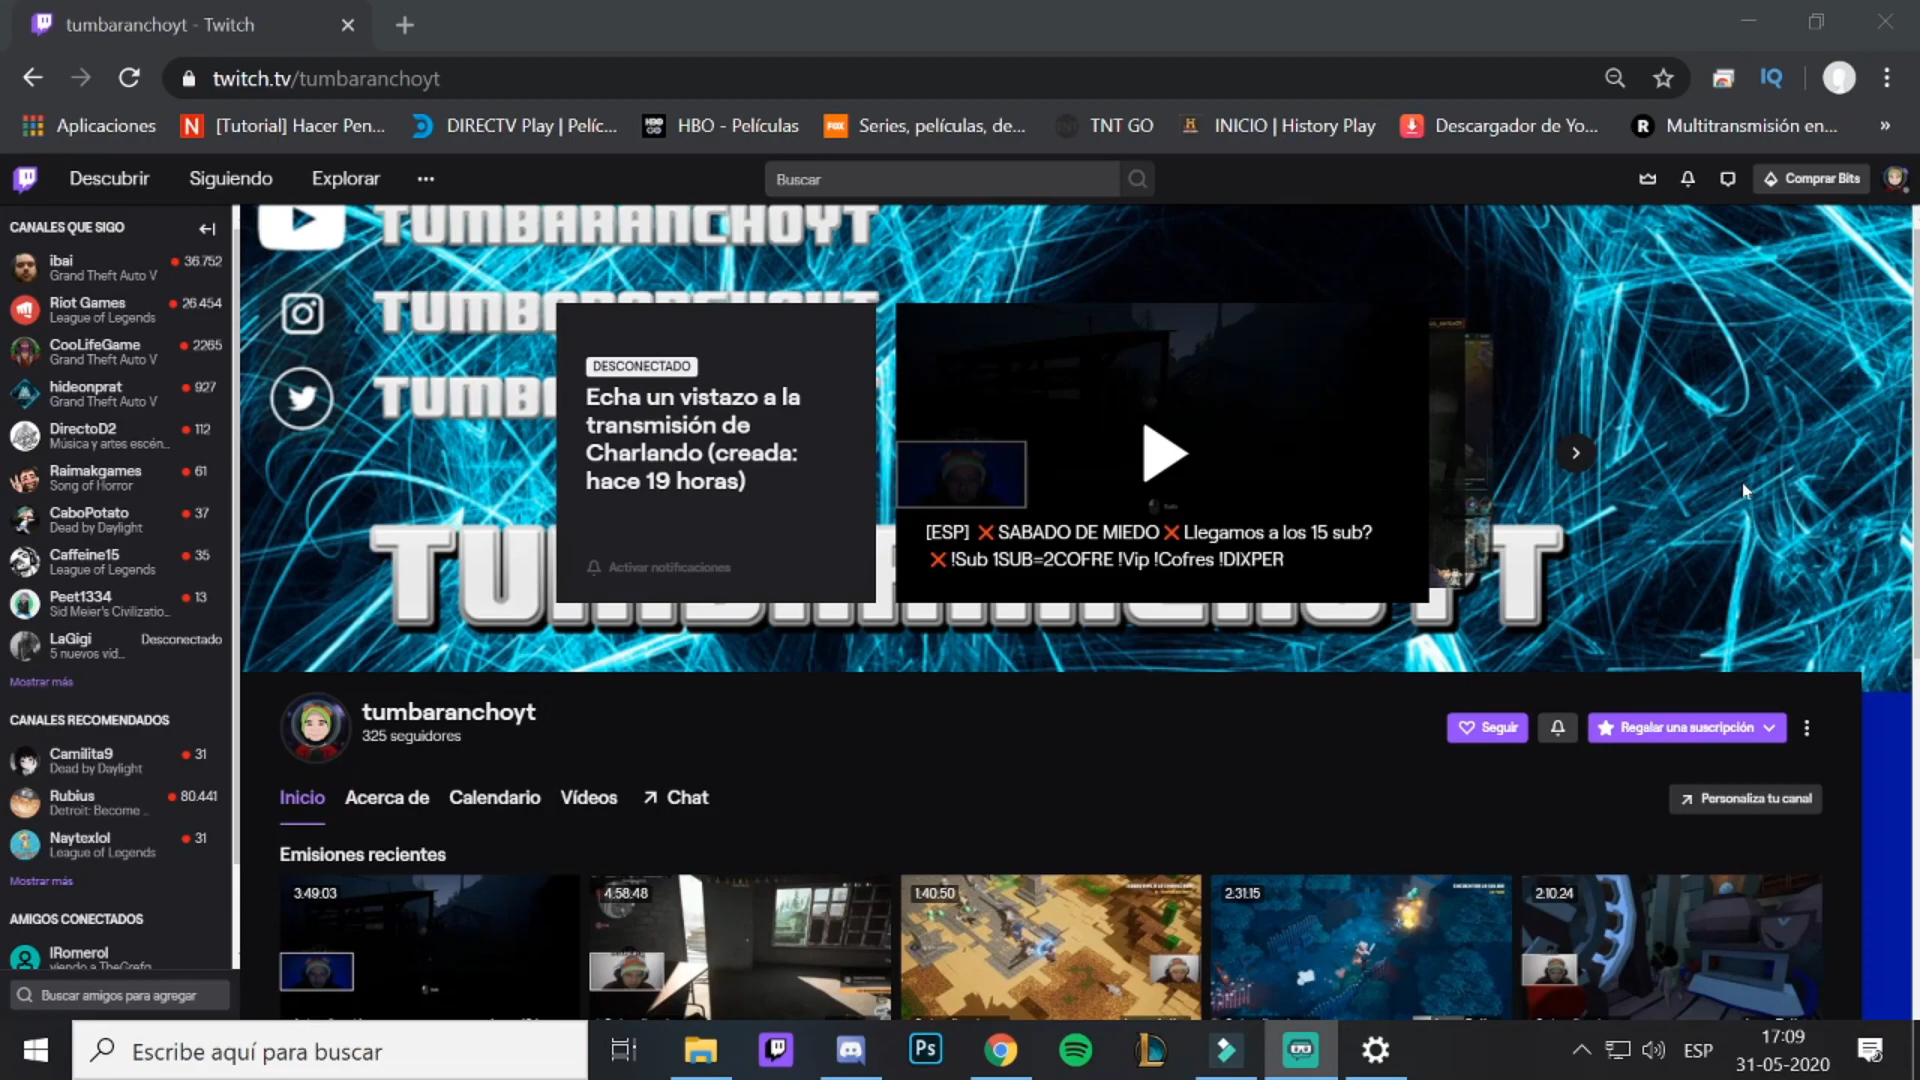 tumbaranchoyt - Twitch
twitch.tv/tumbaranchoyt
IQ
Aplicaciones
[Tutorial] Hacer Pen...
DIRECTV Play | Pelíc...
HBO - Películas
Series, películas, de...
TNT GO
INICIO | History Play
Descargador de Yo...
Multitransmisión en...
»
Descubrir
Siguiendo
Explorar
Buscar
Comprar Bits
CANALES QUE SIGO
ibai
36.752
Grand Theft Auto V
Riot Games
26.454
League of Legends
CooLifeGame
2265
Grand Theft Auto V
hideonprat
927
Grand Theft Auto V
DirectoD2
112
Música y artes escén...
Raimakgames
61
Song of Horror
CaboPotato
37
Dead by Daylight
Caffeine15
35
League of Legends
Peet1334
13
Sid Meier's Civilizatio...
LaGigi
Desconectado
5 nuevos vid...
Mostrar más
CANALES RECOMENDADOS
Camilita9
31
Dead by Daylight
Rubius
80.441
Detroit: Become ...
Naytexlol
31
League of Legends
Mostrar más
AMIGOS CONECTADOS
lRomerol
viendo a TheGrefg
Buscar amigos para agregar
TUMBARANCHOYT
TUMBARANCHOYT
TUMB
TUMBARANCHOYT
DESCONECTADO
Echa un vistazo a la
transmisión de
Charlando (creada:
hace 19 horas)
Activar notificaciones
[ESP] ❌SABADO DE MIEDO❌Llegamos a los 15 sub?
❌!Sub 1SUB=2COFRE !Vip !Cofres !DIXPER
tumbaranchoyt
325 seguidores
Seguir
Regalar una suscripción
Inicio
Acerca de
Calendario
Vídeos
Chat
Personaliza tu canal
Emisiones recientes
3:49:03
4:58:48
1:40:50
2:31:15
2:10:24
Escribe aquí para buscar
Ps
ESP
17:09
31-05-2020